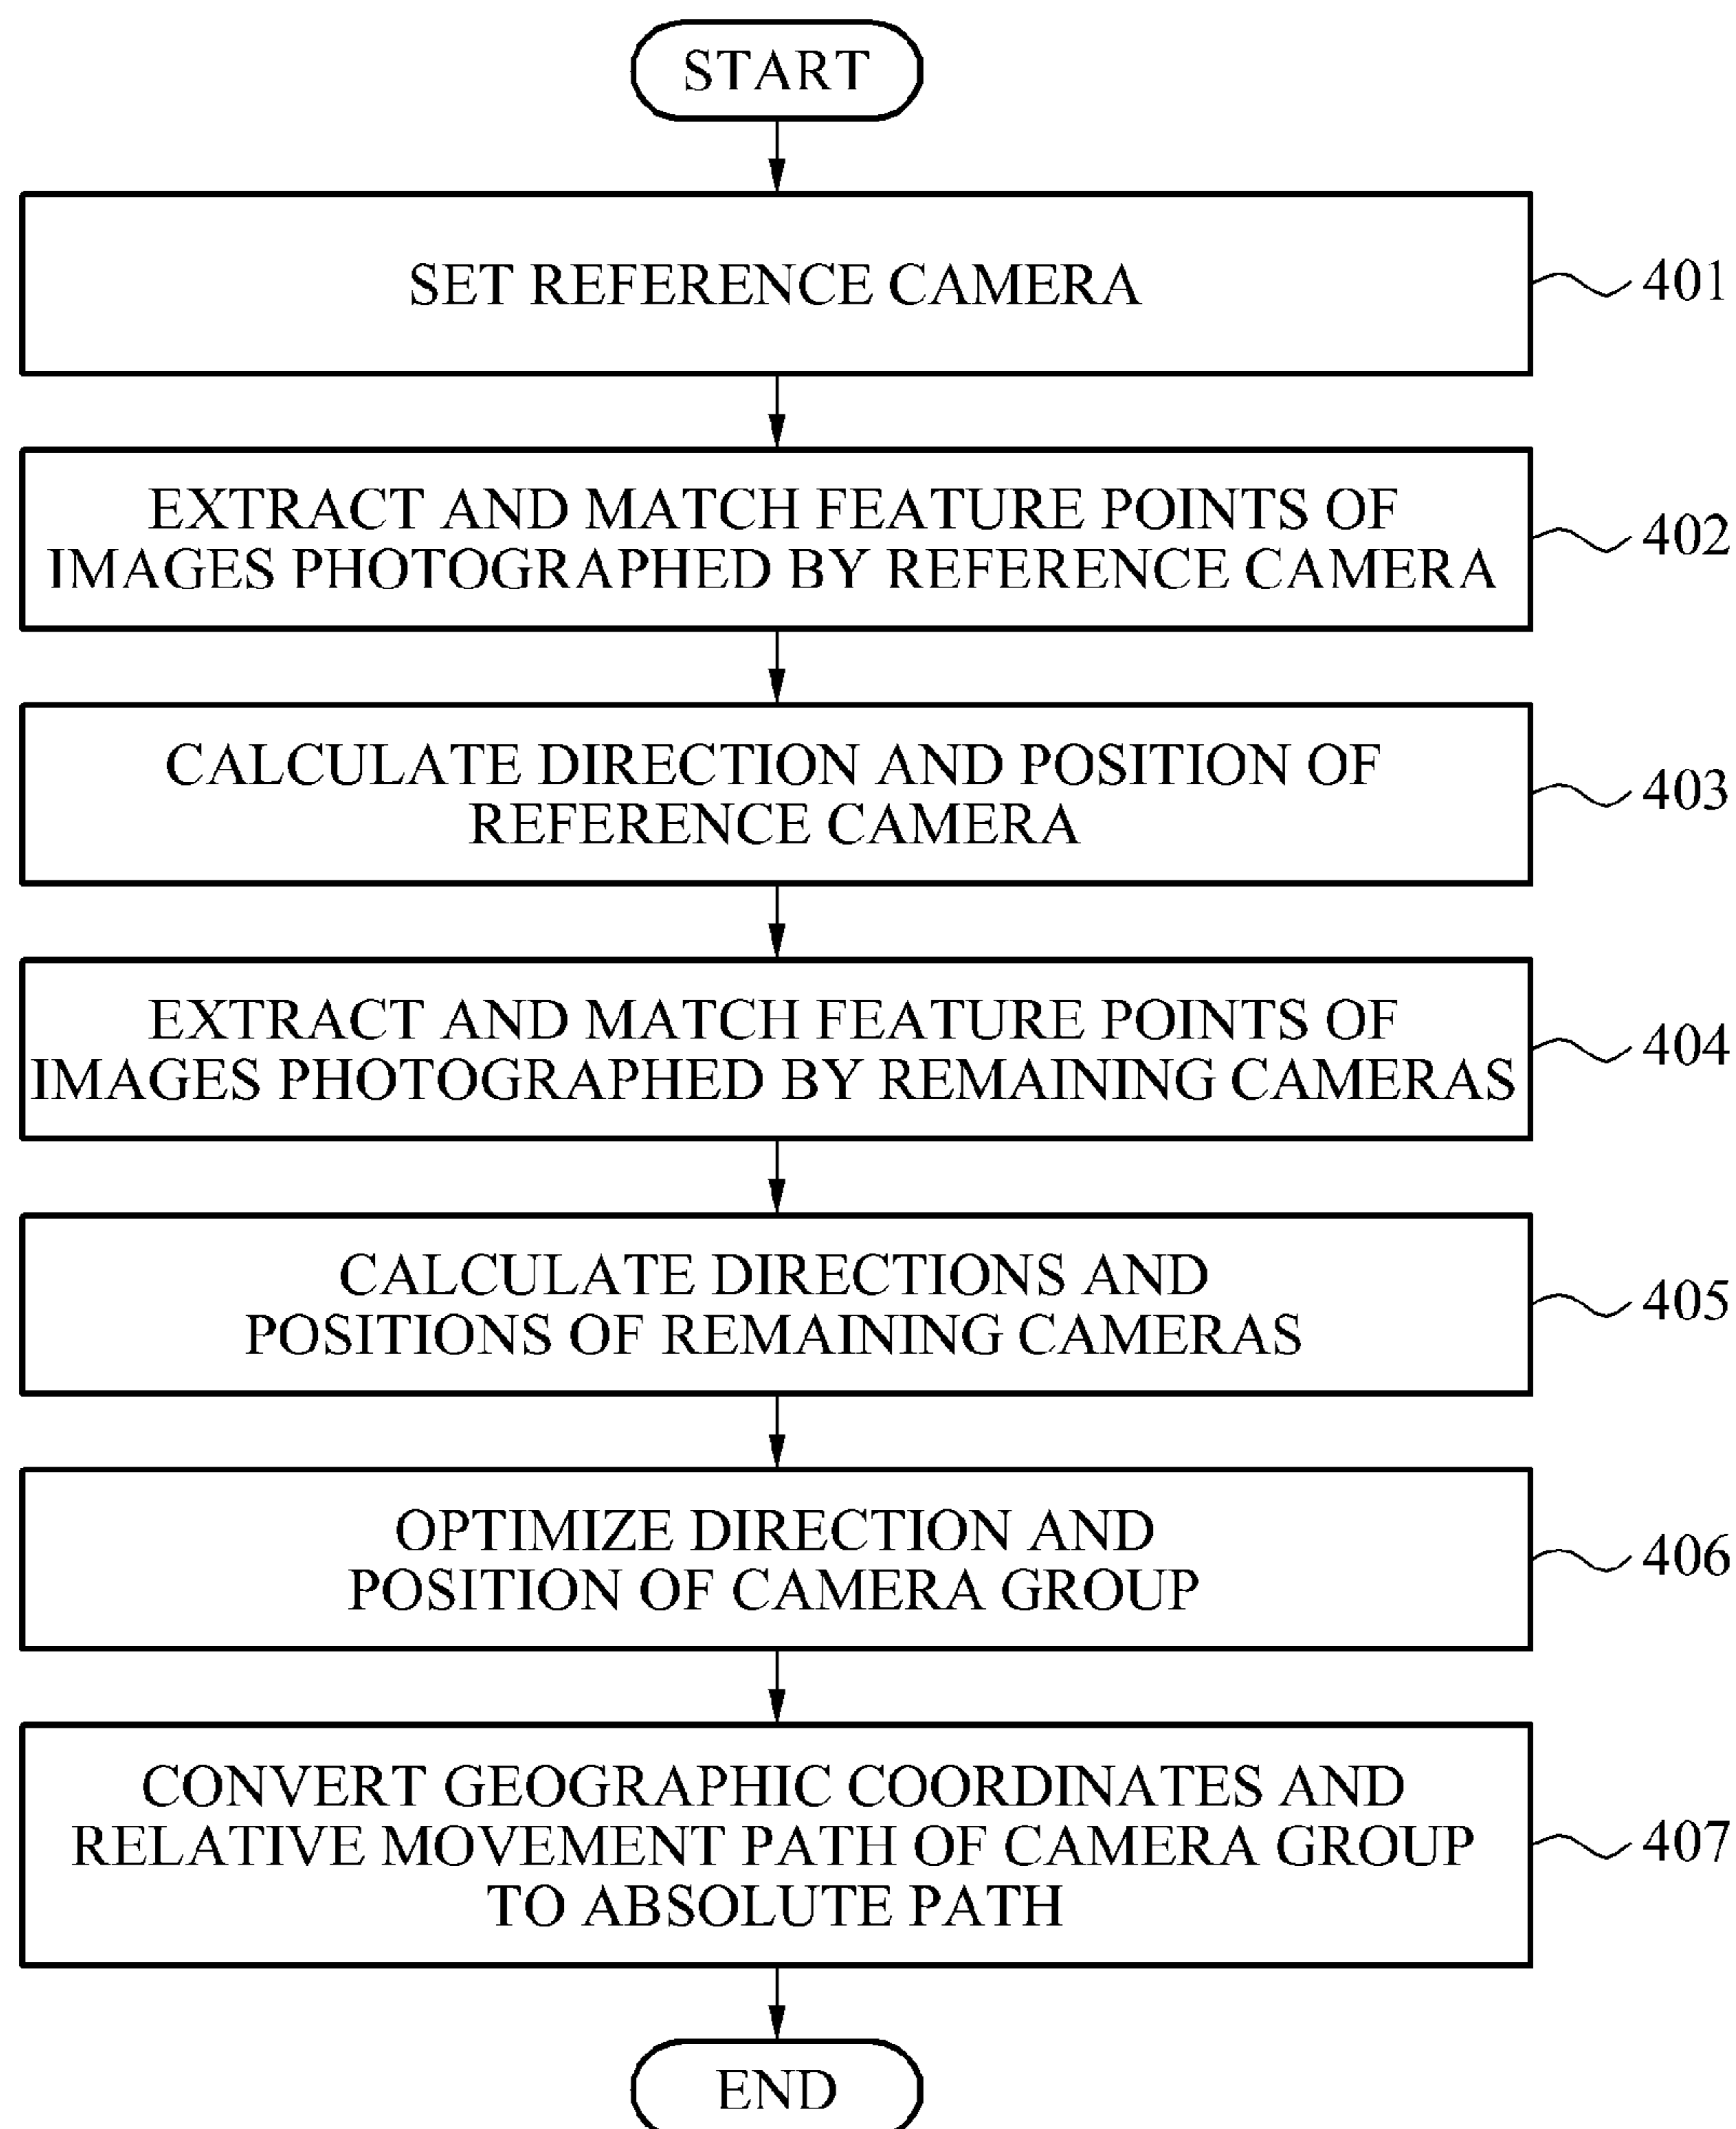 START
SET REFERENCE CAMERA
401
EXTRACT AND MATCH FEATURE POINTS OF
IMAGES PHOTOGRAPHED BY REFERENCE CAMERA
402
CALCULATE DIRECTION AND POSITION OF
REFERENCE CAMERA
403
EXTRACT AND MATCH FEATURE POINTS OF
IMAGES PHOTOGRAPHED BY REMAINING CAMERAS
404
CALCULATE DIRECTIONS AND
POSITIONS OF REMAINING CAMERAS
405
OPTIMIZE DIRECTION AND
POSITION OF CAMERA GROUP
406
CONVERT GEOGRAPHIC COORDINATES AND
RELATIVE MOVEMENT PATH OF CAMERA GROUP
TO ABSOLUTE PATH
407
END